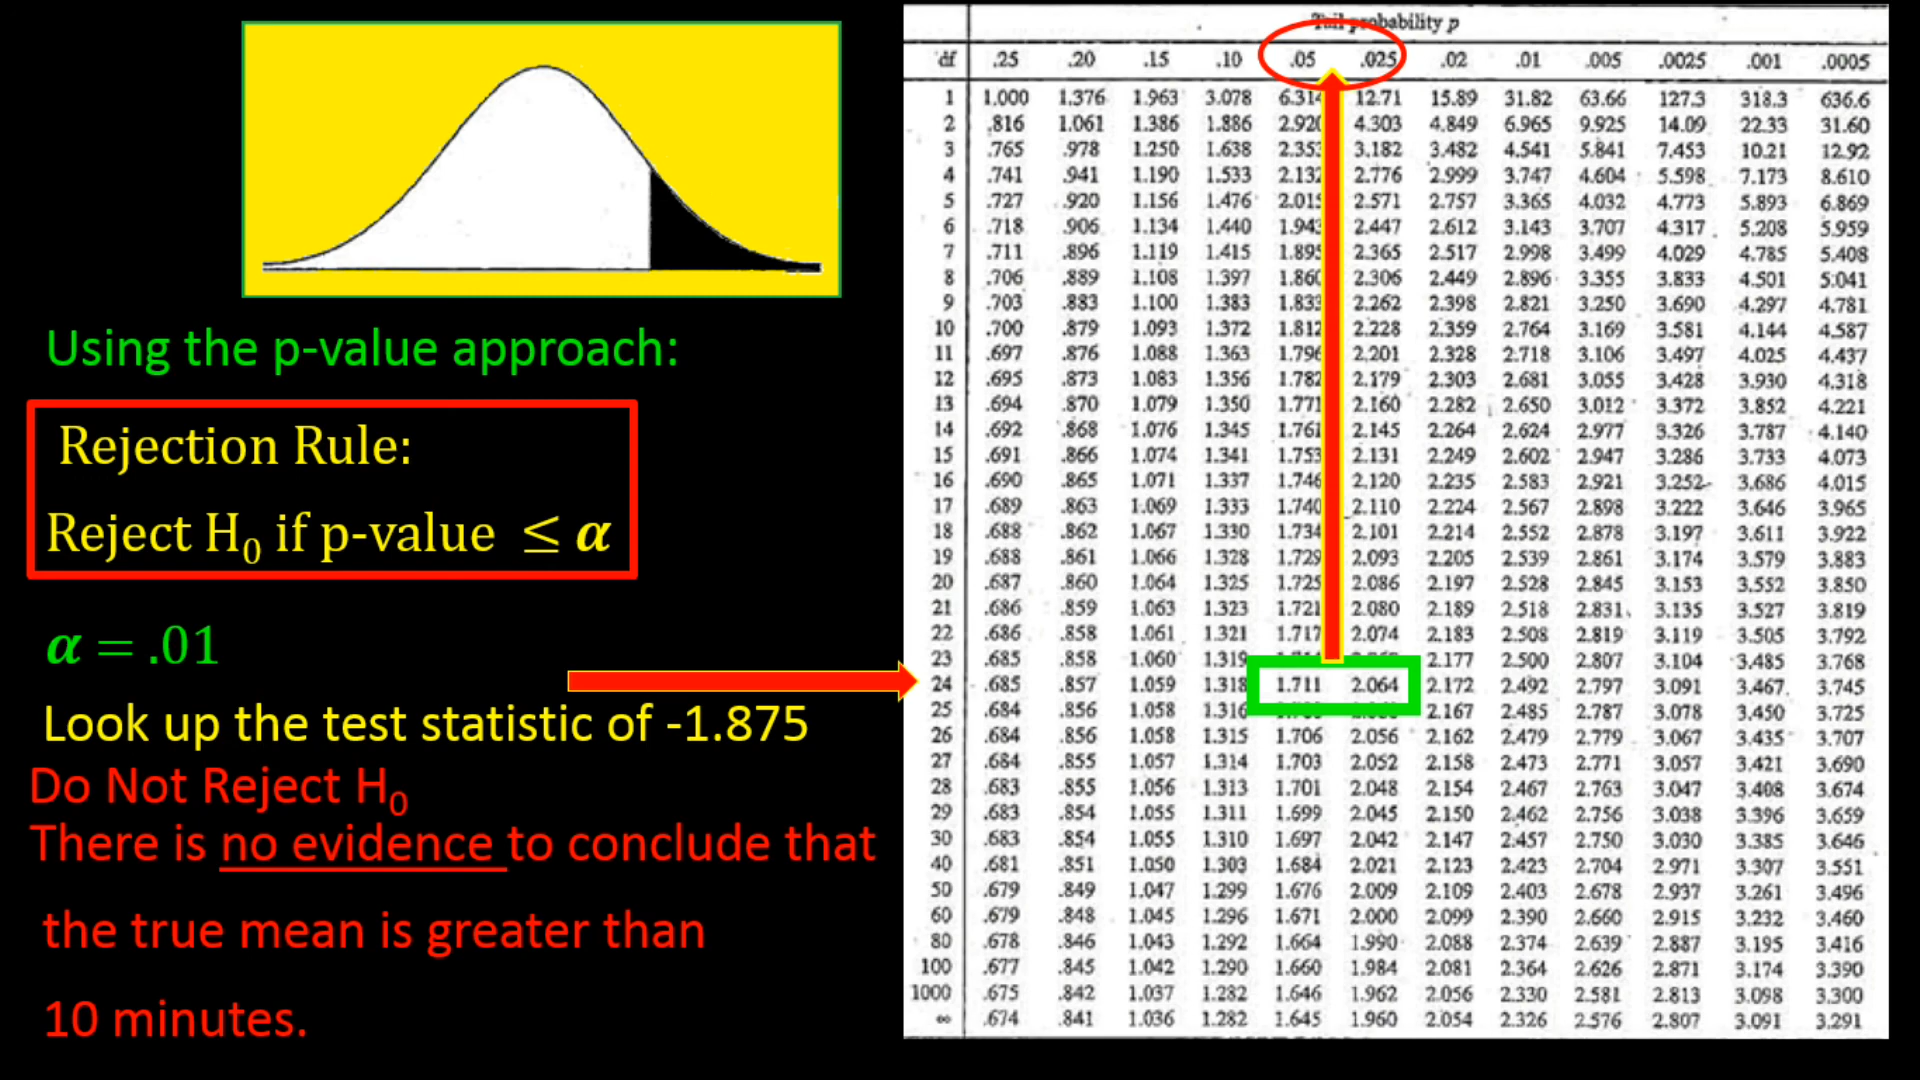 Using the p-value approach:
Rejection Rule:
Reject H0 if p-value ≤ α
α = .01
Look up the test statistic of -1.875
Do Not Reject H0
There is no evidence to conclude that
the true mean is greater than
10 minutes.
Tail probability p
df .25 .20 .15 .10 .05 .025 .02 .01 .005 .0025 .001 .0005
1 1.000 1.376 1.963 3.078 6.314 12.71 15.89 31.82 63.66 127.3 318.3 636.6
2 .816 1.061 1.386 1.886 2.920 4.303 4.849 6.965 9.925 14.09 22.33 31.60
3 .765 .978 1.250 1.638 2.353 3.182 3.482 4.541 5.841 7.453 10.21 12.92
4 .741 .941 1.190 1.533 2.132 2.776 2.999 3.747 4.604 5.598 7.173 8.610
5 .727 .920 1.156 1.476 2.015 2.571 2.757 3.365 4.032 4.773 5.893 6.869
6 .718 .906 1.134 1.440 1.943 2.447 2.612 3.143 3.707 4.317 5.208 5.959
7 .711 .896 1.119 1.415 1.895 2.365 2.517 2.998 3.499 4.029 4.785 5.408
8 .706 .889 1.108 1.397 1.860 2.306 2.449 2.896 3.355 3.833 4.501 5.041
9 .703 .883 1.100 1.383 1.833 2.262 2.398 2.821 3.250 3.690 4.297 4.781
10 .700 .879 1.093 1.372 1.812 2.228 2.359 2.764 3.169 3.581 4.144 4.587
11 .697 .876 1.088 1.363 1.796 2.201 2.328 2.718 3.106 3.497 4.025 4.437
12 .695 .873 1.083 1.356 1.782 2.179 2.303 2.681 3.055 3.428 3.930 4.318
13 .694 .870 1.079 1.350 1.771 2.160 2.282 2.650 3.012 3.372 3.852 4.221
14 .692 .868 1.076 1.345 1.761 2.145 2.264 2.624 2.977 3.326 3.787 4.140
15 .691 .866 1.074 1.341 1.753 2.131 2.249 2.602 2.947 3.286 3.733 4.073
16 .690 .865 1.071 1.337 1.746 2.120 2.235 2.583 2.921 3.252 3.686 4.015
17 .689 .863 1.069 1.333 1.740 2.110 2.224 2.567 2.898 3.222 3.646 3.965
18 .688 .862 1.067 1.330 1.734 2.101 2.214 2.552 2.878 3.197 3.611 3.922
19 .688 .861 1.066 1.328 1.729 2.093 2.205 2.539 2.861 3.174 3.579 3.883
20 .687 .860 1.064 1.325 1.725 2.086 2.197 2.528 2.845 3.153 3.552 3.850
21 .686 .859 1.063 1.323 1.721 2.080 2.189 2.518 2.831 3.135 3.527 3.819
22 .686 .858 1.061 1.321 1.717 2.074 2.183 2.508 2.819 3.119 3.505 3.792
23 .685 .858 1.060 1.319 2.177 2.500 2.807 3.104 3.485 3.768
24 .685 .857 1.059 1.318 1.711 2.064 2.172 2.492 2.797 3.091 3.467 3.745
25 .684 .856 1.058 1.316 2.167 2.485 2.787 3.078 3.450 3.725
26 .684 .856 1.058 1.315 1.706 2.056 2.162 2.479 2.779 3.067 3.435 3.707
27 .684 .855 1.057 1.314 1.703 2.052 2.158 2.473 2.771 3.057 3.421 3.690
28 .683 .855 1.056 1.313 1.701 2.048 2.154 2.467 2.763 3.047 3.408 3.674
29 .683 .854 1.055 1.311 1.699 2.045 2.150 2.462 2.756 3.038 3.396 3.659
30 .683 .854 1.055 1.310 1.697 2.042 2.147 2.457 2.750 3.030 3.385 3.646
40 .681 .851 1.050 1.303 1.684 2.021 2.123 2.423 2.704 2.971 3.307 3.551
50 .679 .849 1.047 1.299 1.676 2.009 2.109 2.403 2.678 2.937 3.261 3.496
60 .679 .848 1.045 1.296 1.671 2.000 2.099 2.390 2.660 2.915 3.232 3.460
80 .678 .846 1.043 1.292 1.664 1.990 2.088 2.374 2.639 2.887 3.195 3.416
100 .677 .845 1.042 1.290 1.660 1.984 2.081 2.364 2.626 2.871 3.174 3.390
1000 .675 .842 1.037 1.282 1.646 1.962 2.056 2.330 2.581 2.813 3.098 3.300
∞ .674 .841 1.036 1.282 1.645 1.960 2.054 2.326 2.576 2.807 3.091 3.291